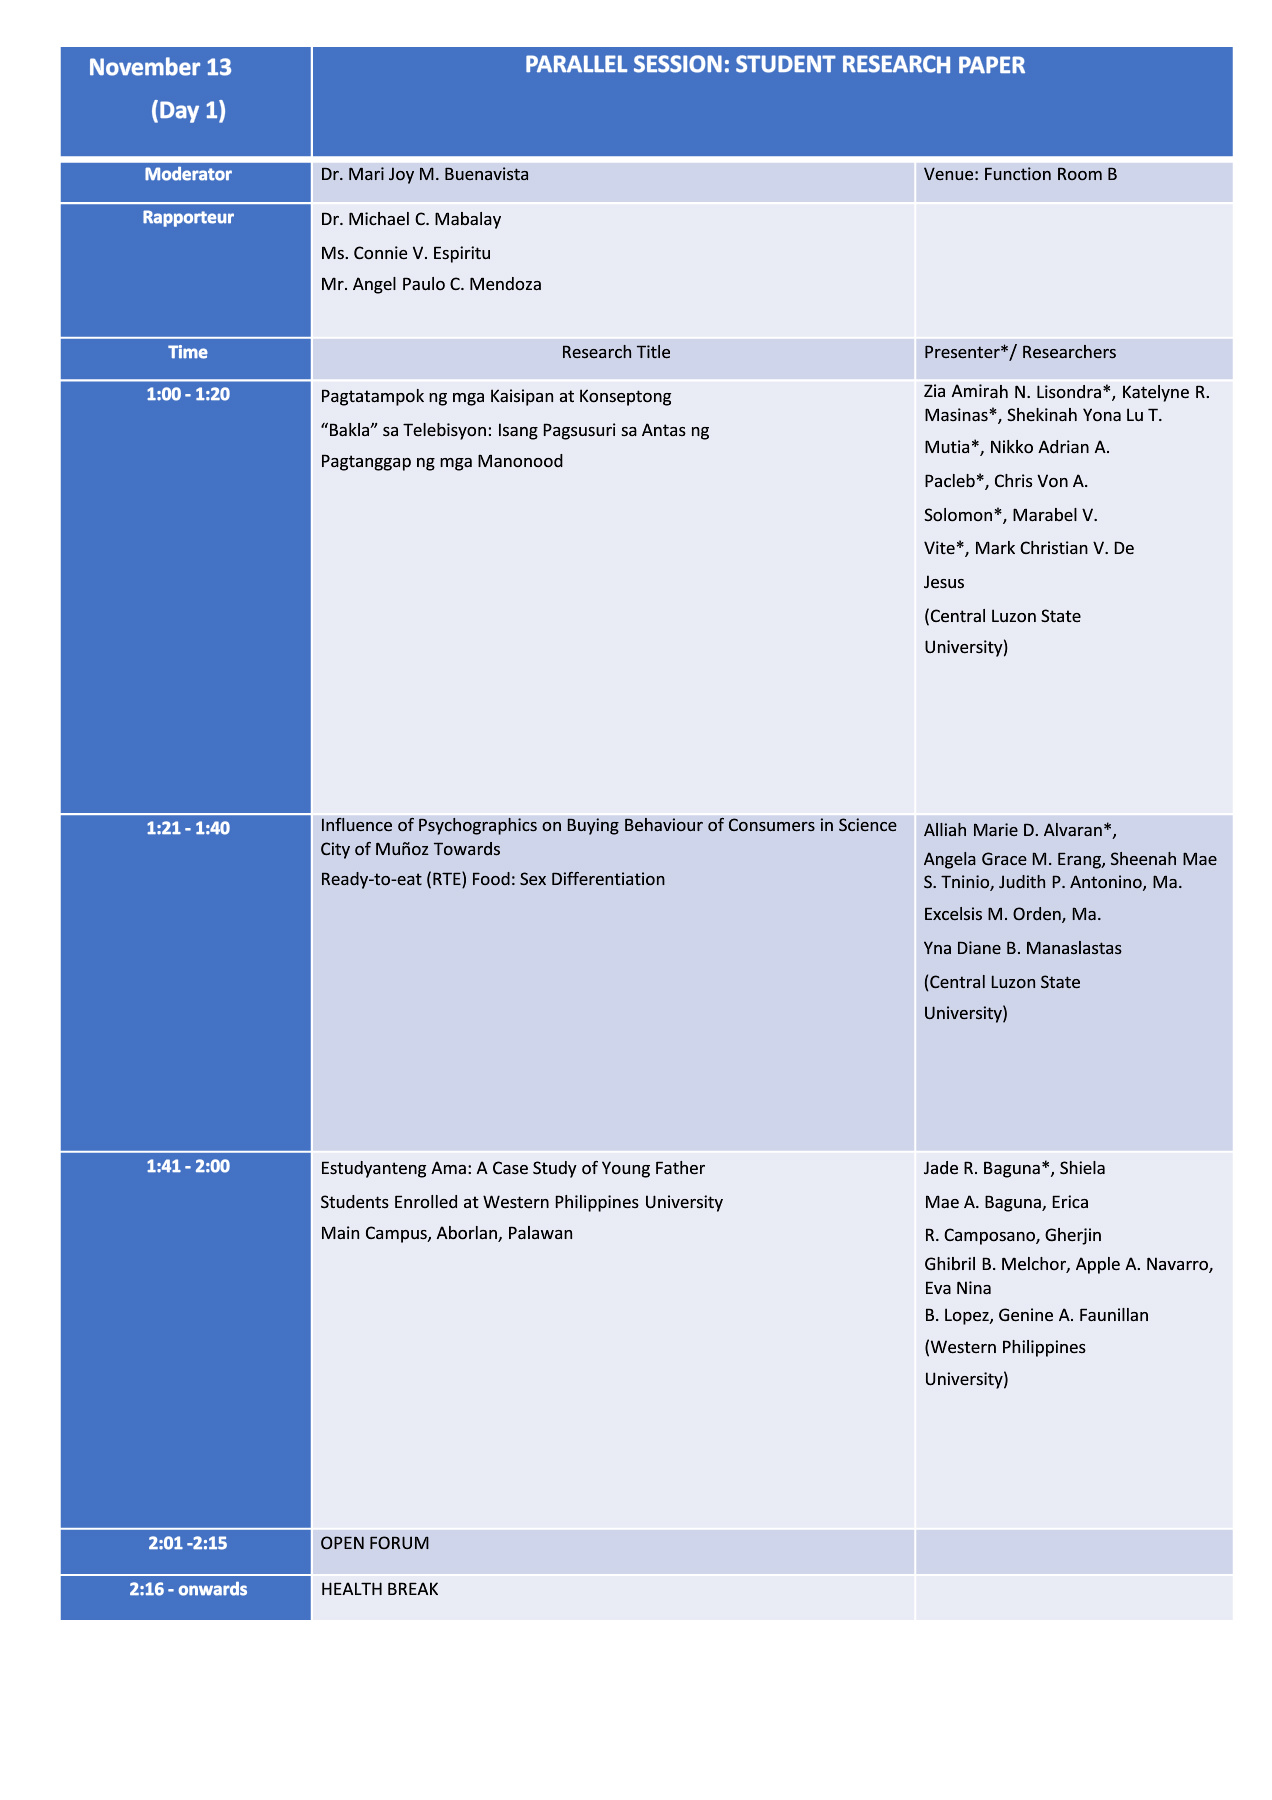 November 13
(Day 1)
PARALLEL SESSION: STUDENT RESEARCH PAPER
Moderator
Dr. Mari Joy M. Buenavista
Venue: Function Room B
Rapporteur
Dr. Michael C. Mabalay
Ms. Connie V. Espiritu
Mr. Angel Paulo C. Mendoza
Time
Research Title
Presenter*/ Researchers
1:00 - 1:20
Pagtatampok ng mga Kaisipan at Konseptong
“Bakla” sa Telebisyon: Isang Pagsusuri sa Antas ng
Pagtanggap ng mga Manonood
Zia Amirah N. Lisondra*, Katelyne R.
Masinas*, Shekinah Yona Lu T.
Mutia*, Nikko Adrian A.
Pacleb*, Chris Von A.
Solomon*, Marabel V.
Vite*, Mark Christian V. De
Jesus
(Central Luzon State
University)
1:21 - 1:40
Influence of Psychographics on Buying Behaviour of Consumers in Science
City of Muñoz Towards
Ready-to-eat (RTE) Food: Sex Differentiation
Alliah Marie D. Alvaran*,
Angela Grace M. Erang, Sheenah Mae
S. Tninio, Judith P. Antonino, Ma.
Excelsis M. Orden, Ma.
Yna Diane B. Manaslastas
(Central Luzon State
University)
1:41 - 2:00
Estudyanteng Ama: A Case Study of Young Father
Students Enrolled at Western Philippines University
Main Campus, Aborlan, Palawan
Jade R. Baguna*, Shiela
Mae A. Baguna, Erica
R. Camposano, Gherjin
Ghibril B. Melchor, Apple A. Navarro,
Eva Nina
B. Lopez, Genine A. Faunillan
(Western Philippines
University)
2:01 -2:15
OPEN FORUM
2:16 - onwards
HEALTH BREAK